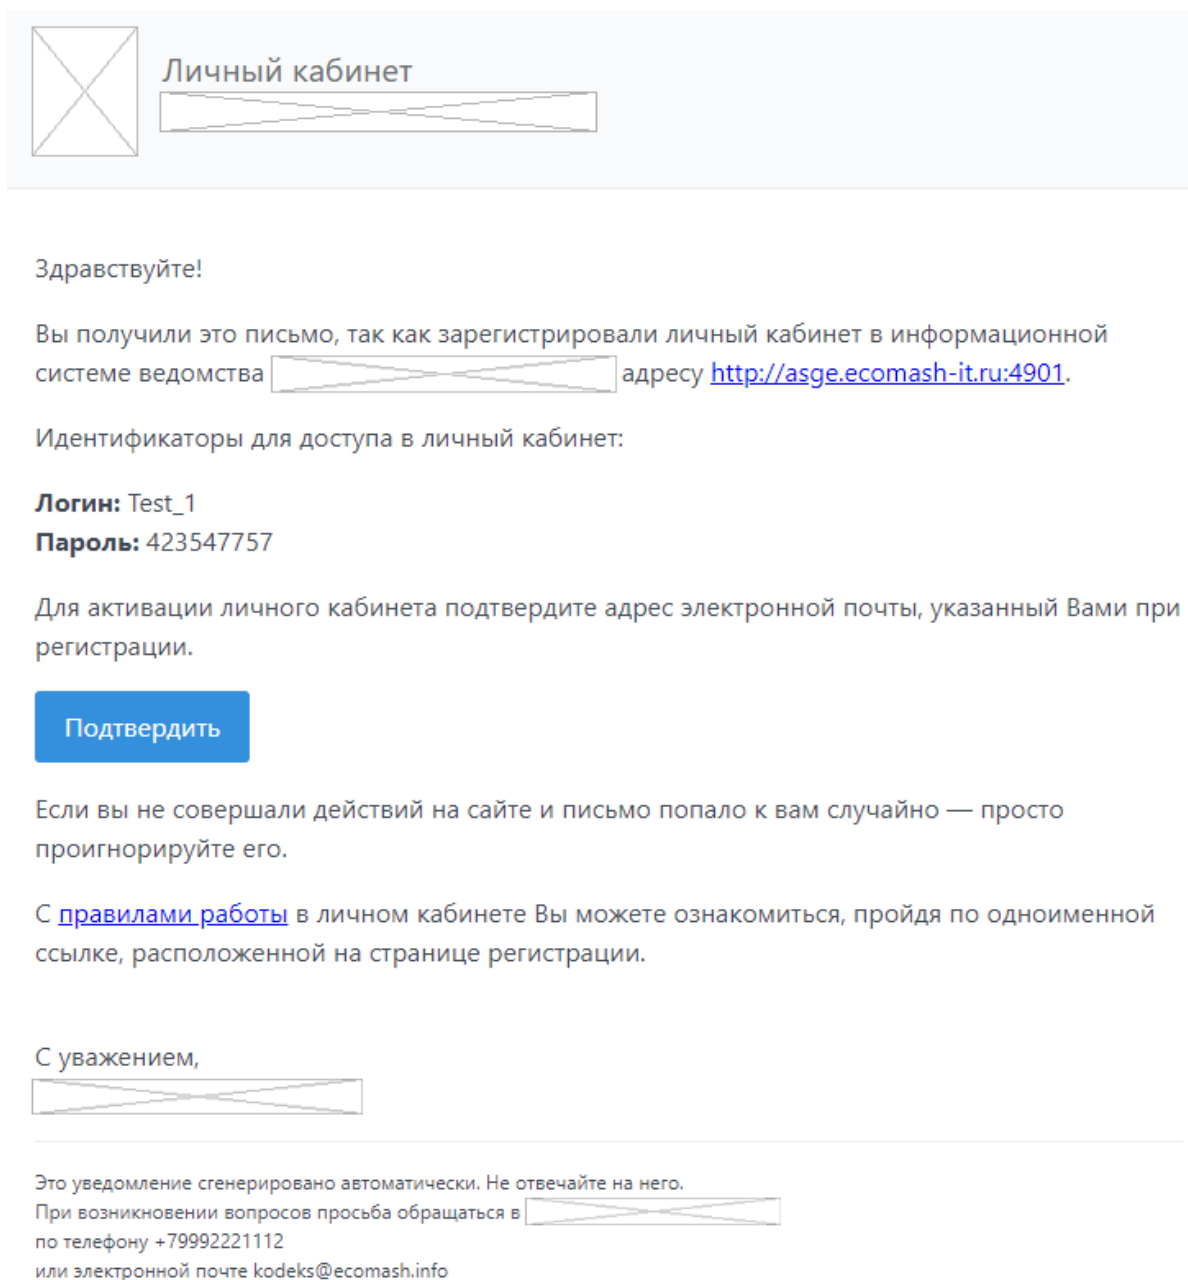 Личный кабинет
Здравствуйте!
Вы получили это письмо, так как зарегистрировали личный кабинет в информационной
системе ведомства адресу http://asge.ecomash-it.ru:4901.
Идентификаторы для доступа в личный кабинет:
Логин: Test_1
Пароль: 423547757
Для активации личного кабинета подтвердите адрес электронной почты, указанный Вами при
регистрации.
Подтвердить
Если вы не совершали действий на сайте и письмо попало к вам случайно — просто
проигнорируйте его.
С правилами работы в личном кабинете Вы можете ознакомиться, пройдя по одноименной
ссылке, расположенной на странице регистрации.
С уважением,
Это уведомление сгенерировано автоматически. Не отвечайте на него.
При возникновении вопросов просьба обращаться в
по телефону +79992221112
или электронной почте kodeks@ecomash.info